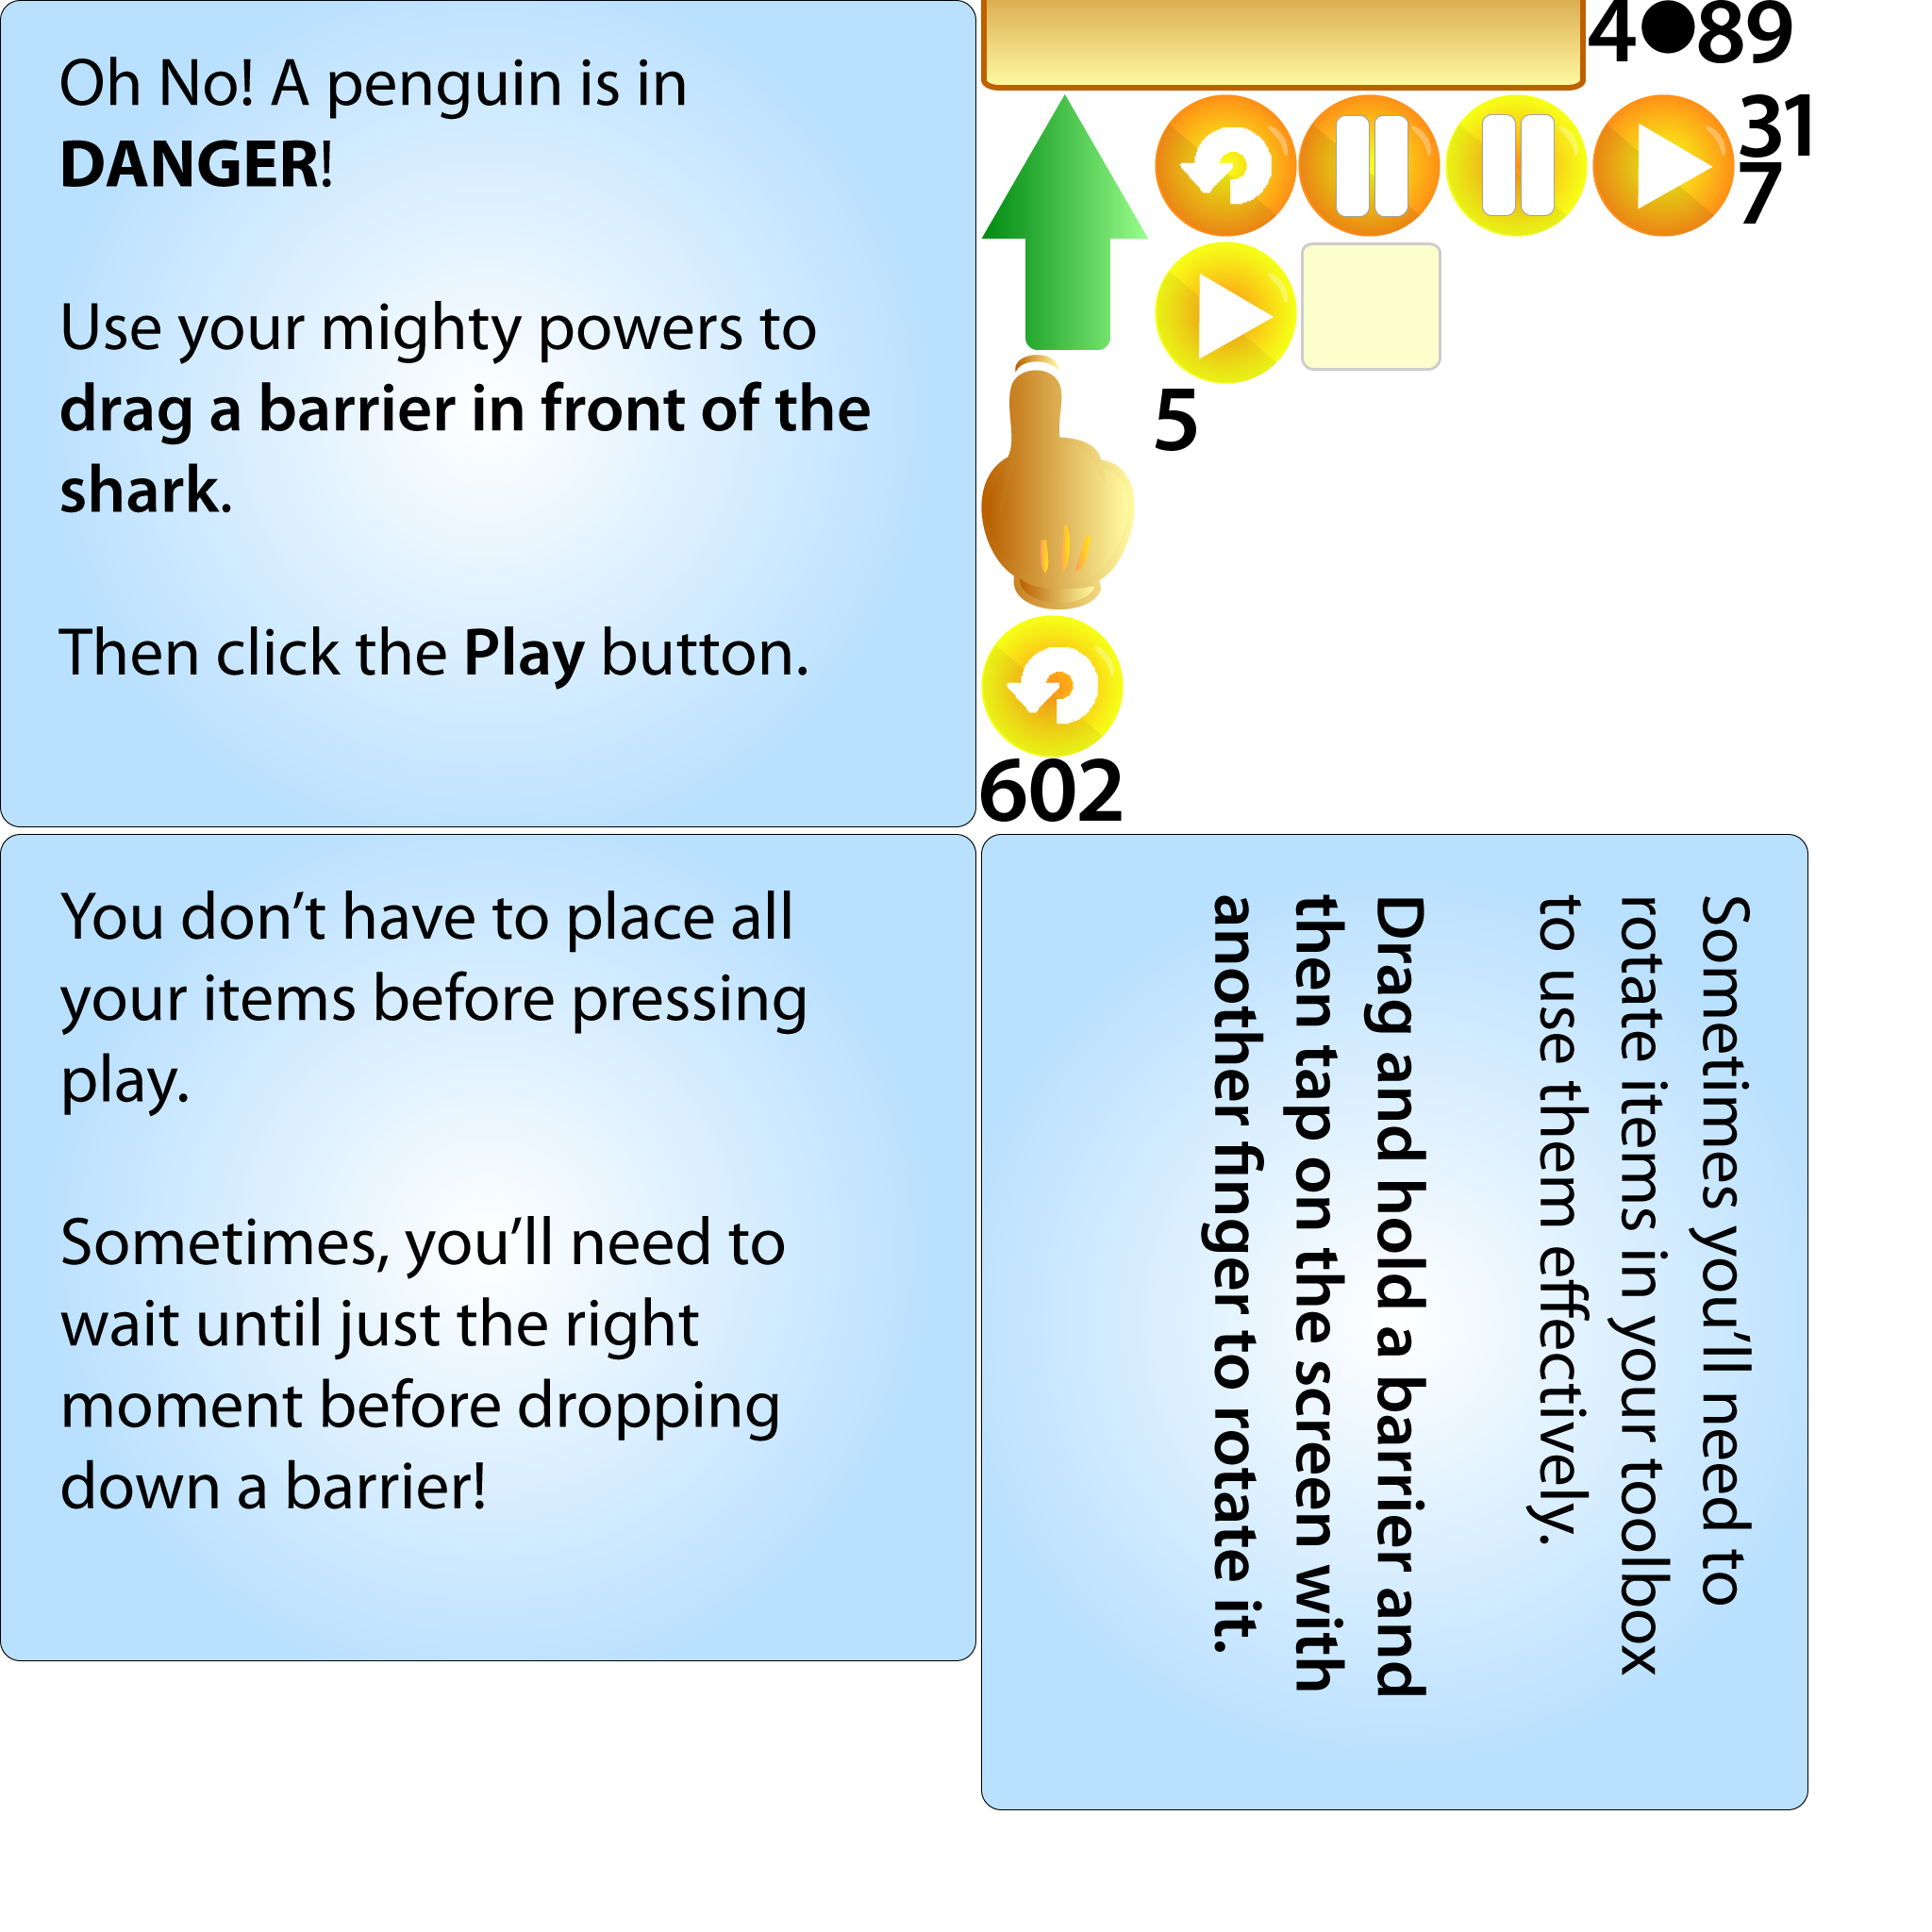 Oh No! A penguin is in
DANGER!
Use your mighty powers to
drag a barrier in front of the
shark.
Then click the Play button.
4●89
31
7
5
602
You don’t have to place all
your items before pressing
play.
Sometimes, you’ll need to
wait until just the right
moment before dropping
down a barrier!
Sometimes you’ll need to
rotate items in your toolbox
to use them effectively.
Drag and hold a barrier and
then tap on the screen with
another finger to rotate it.